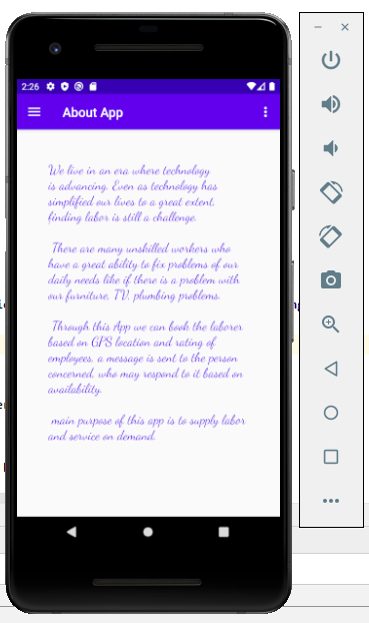 2:26
About App
We live in an era where technology
is advancing. Even as technology has
simplified our lives to a great extent,
finding labor is still a challenge.
There are many unskilled workers who
have a great ability to fix problems of our
daily needs like if there is a problem with
our furniture, TV, plumbing problems.
Through this App we can book the laborer
based on GPS location and rating of
employees, a message is sent to the person
concerned, who may respond to it based on
availability.
main purpose of this app is to supply labor
and service on demand.